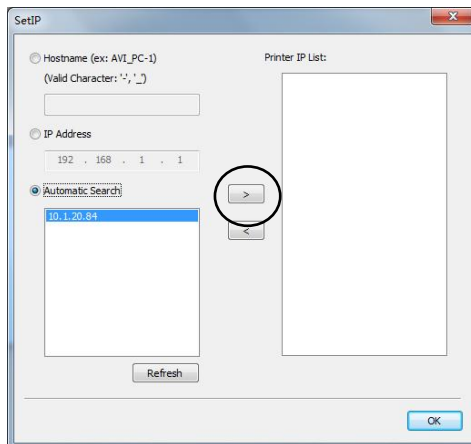 SetIP
Hostname (ex: AVI_PC-1)
(Valid Character: '-', '_')
IP Address
192 . 168 . 1 . 1
Automatic Search
10.1.20.84
Refresh
Printer IP List:
>
<
OK